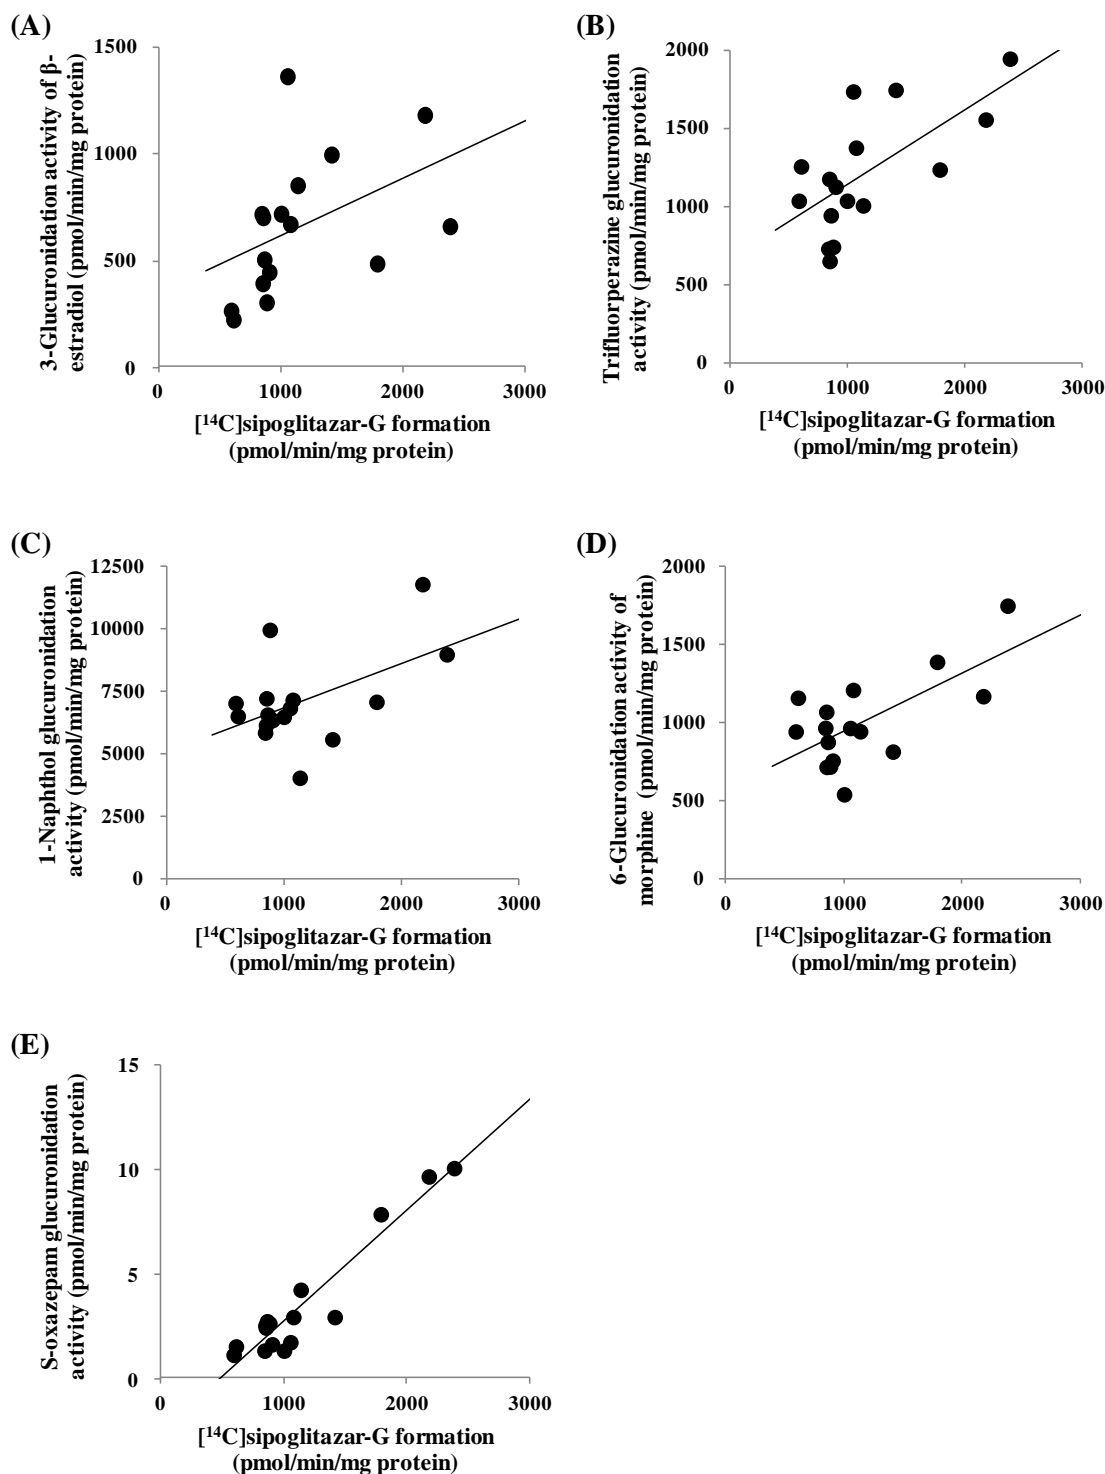 (A)
3-Glucuronidation activity of β-
estradiol (pmol/min/mg protein)
1500
1000
500
0
0 1000 2000 3000
[14C]sipoglitazar-G formation
(pmol/min/mg protein)
(B)
Trifluorperazine glucuronidation
activity (pmol/min/mg protein)
2000
1500
1000
500
0
0 1000 2000 3000
[14C]sipoglitazar-G formation
(pmol/min/mg protein)
(C)
1-Naphthol glucuronidation
activity (pmol/min/mg protein)
12500
10000
7500
5000
2500
0
0 1000 2000 3000
[14C]sipoglitazar-G formation
(pmol/min/mg protein)
(D)
6-Glucuronidation activity of
morphine (pmol/min/mg protein)
2000
1500
1000
500
0
0 1000 2000 3000
[14C]sipoglitazar-G formation
(pmol/min/mg protein)
(E)
S-oxazepam glucuronidation
activity (pmol/min/mg protein)
15
10
5
0
0 1000 2000 3000
[14C]sipoglitazar-G formation
(pmol/min/mg protein)